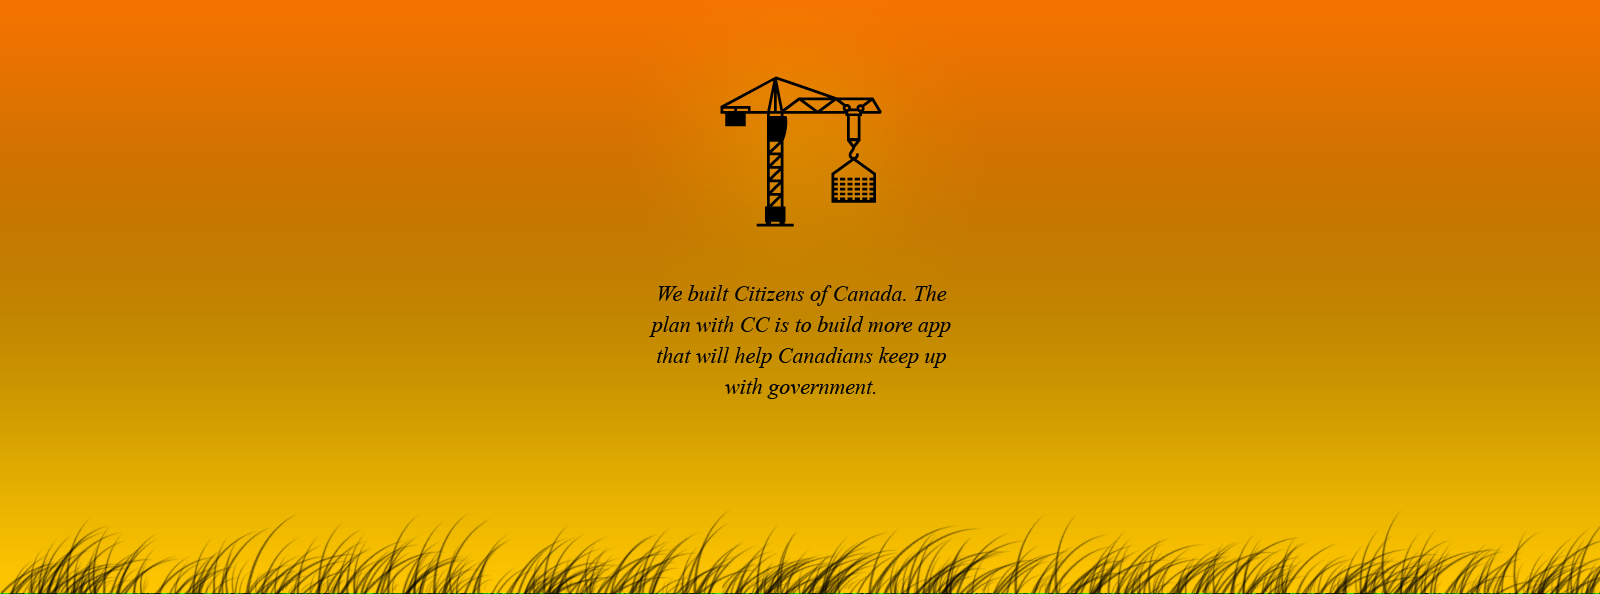 We built Citizens of Canada. The
plan with CC is to build more app
that will help Canadians keep up
with government.